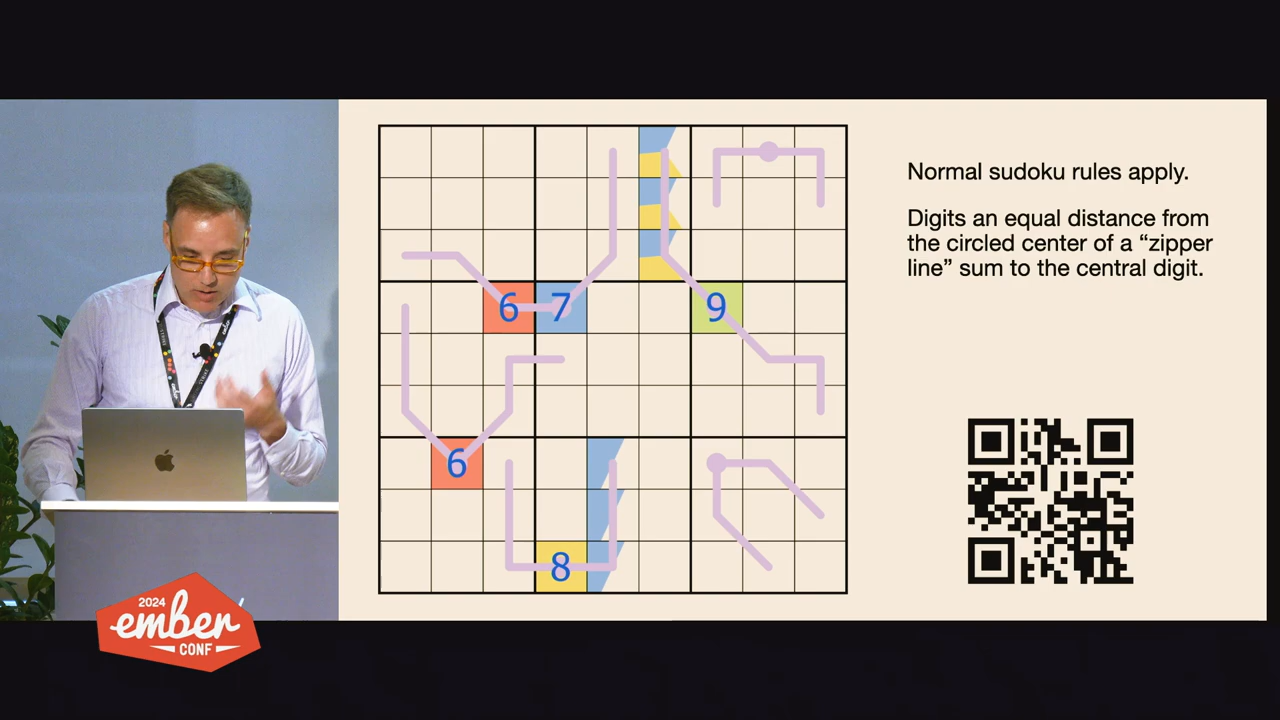 Normal sudoku rules apply.
Digits an equal distance from
the circled center of a “zipper
line” sum to the central digit.
6 7 9
6
8
2024
ember
CONF